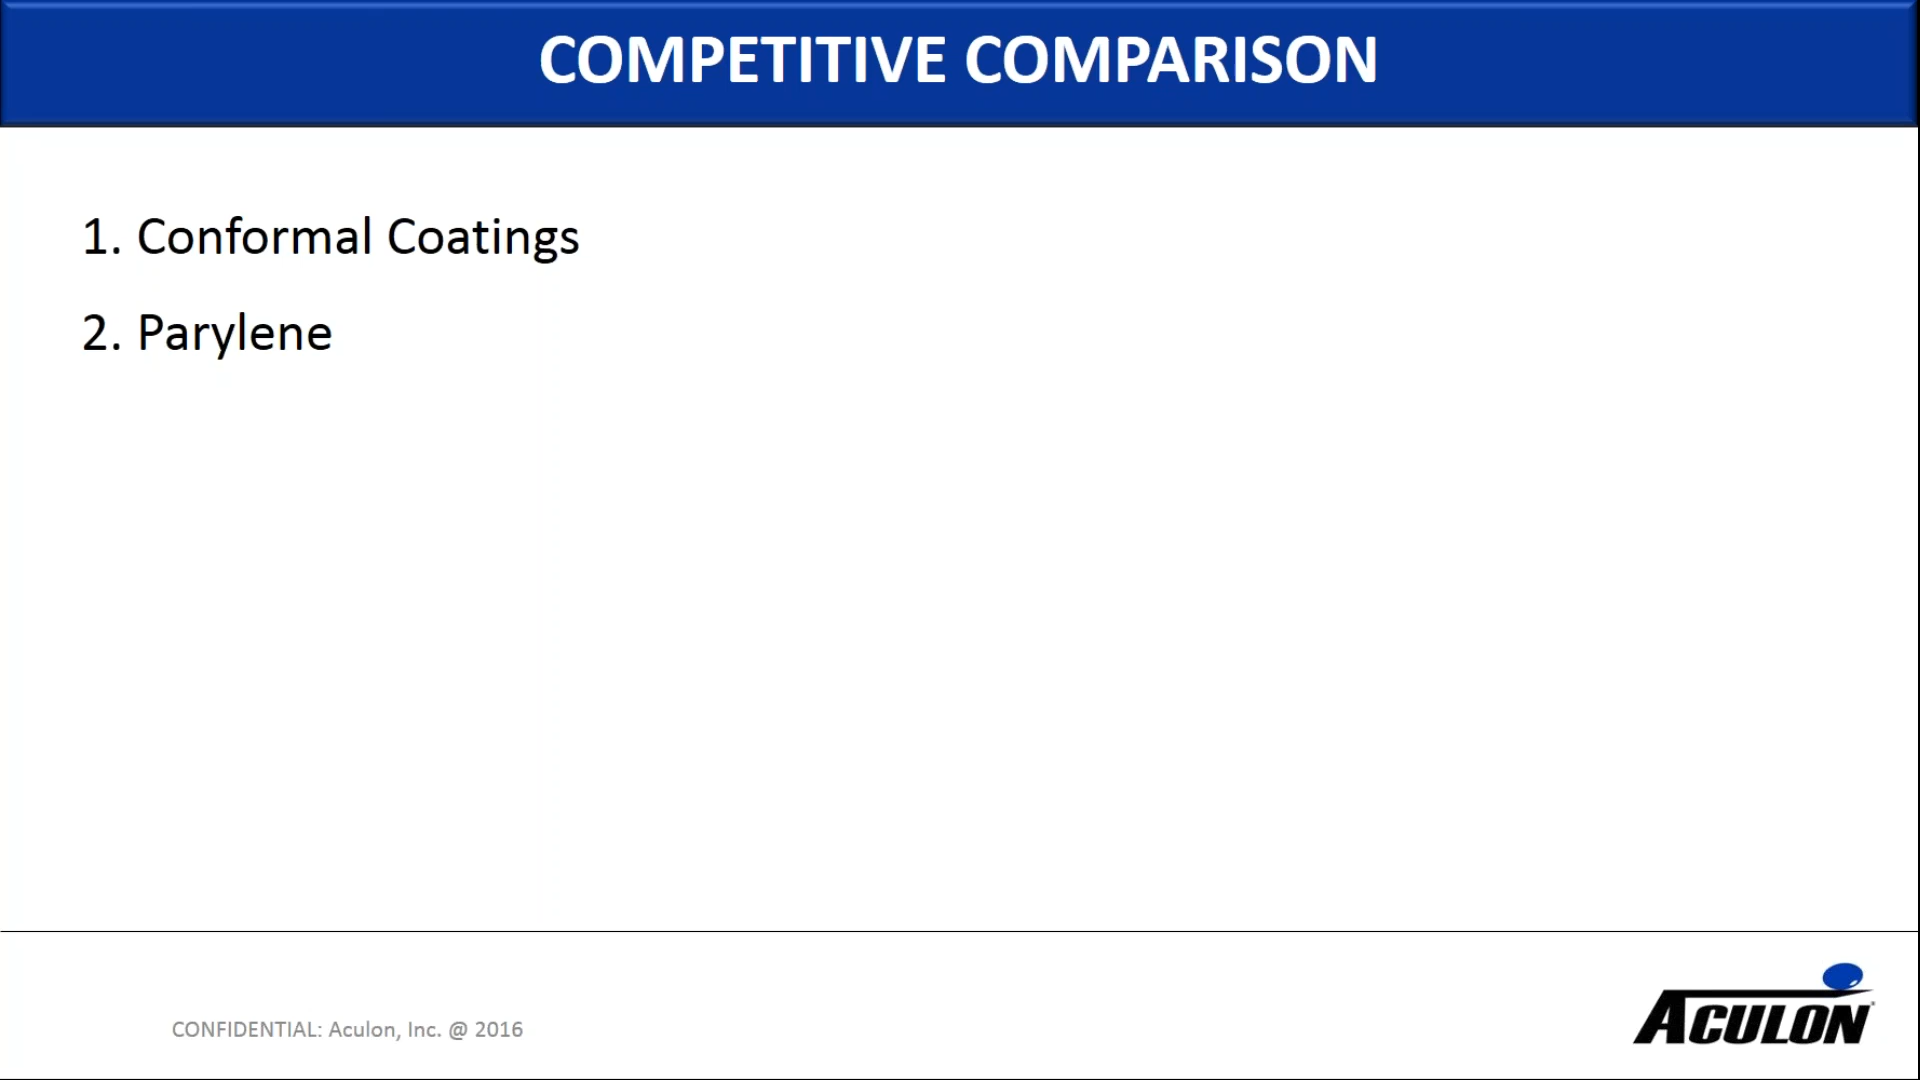 COMPETITIVE COMPARISON
1. Conformal Coatings
2. Parylene
CONFIDENTIAL: Aculon, Inc. @ 2016
ACULON